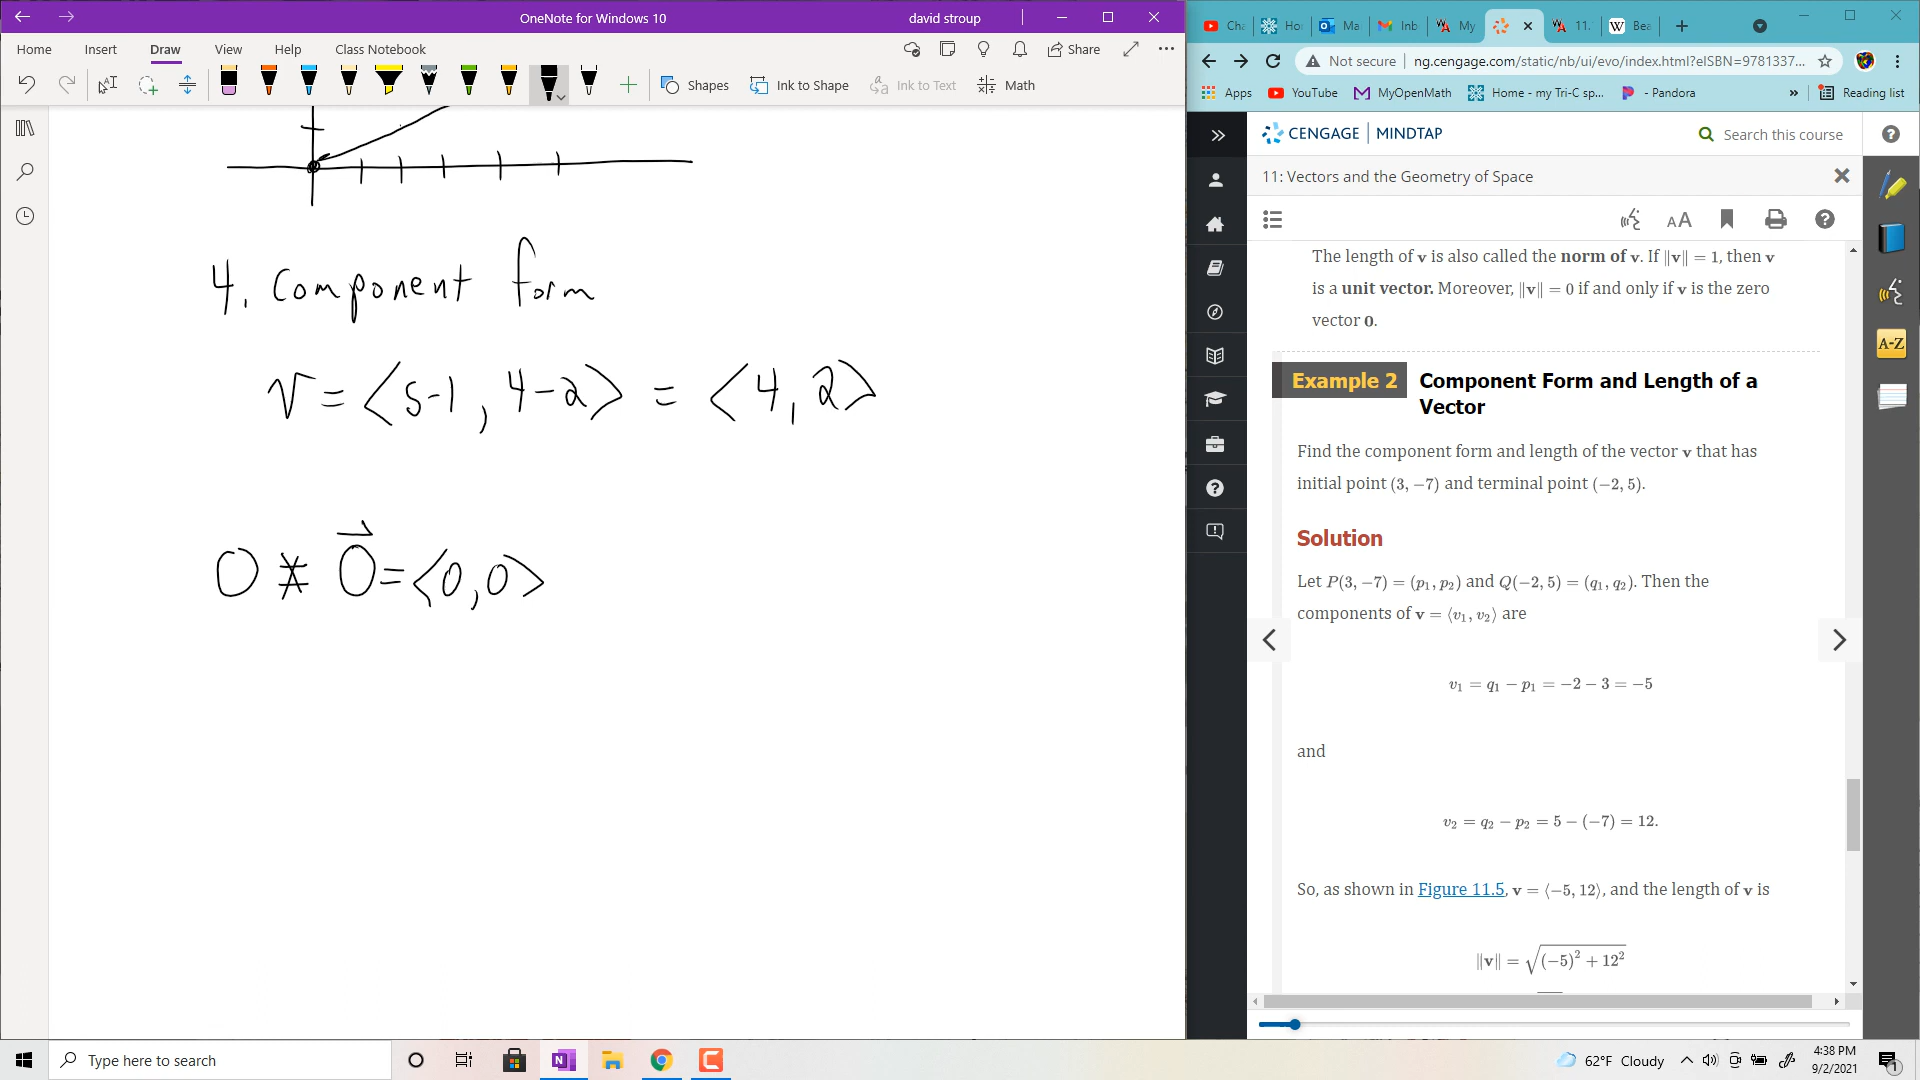 OneNote for Windows 10
david stroup
Home Insert Draw View Help Class Notebook
Share
Shapes Ink to Shape Ink to Text Math
4. Component form
v = <5-1, 4-2> = <4, 2>
0 ≠ 0⃗ = <0, 0>
Type here to search
Ch Ho Ma Inb My 11. Bea
Not secure | ng.cengage.com/static/nb/ui/evo/index.html?eISBN=9781337...
Apps YouTube MyOpenMath Home - my Tri-C sp... - Pandora » Reading list
CENGAGE | MINDTAP
Search this course
11: Vectors and the Geometry of Space
AA
The length of v is also called the norm of v. If ‖v‖ = 1, then v
is a unit vector. Moreover, ‖v‖ = 0 if and only if v is the zero
vector 0.
Example 2 Component Form and Length of a
Vector
Find the component form and length of the vector v that has
initial point (3, −7) and terminal point (−2, 5).
Solution
Let P(3, −7) = (p₁, p₂) and Q(−2, 5) = (q₁, q₂). Then the
components of v = ⟨v₁, v₂⟩ are
v₁ = q₁ − p₁ = −2 − 3 = −5
and
v₂ = q₂ − p₂ = 5 − (−7) = 12.
So, as shown in Figure 11.5, v = ⟨−5, 12⟩, and the length of v is
‖v‖ = √((−5)² + 12²)
A-Z
62°F Cloudy
4:38 PM
9/2/2021
1